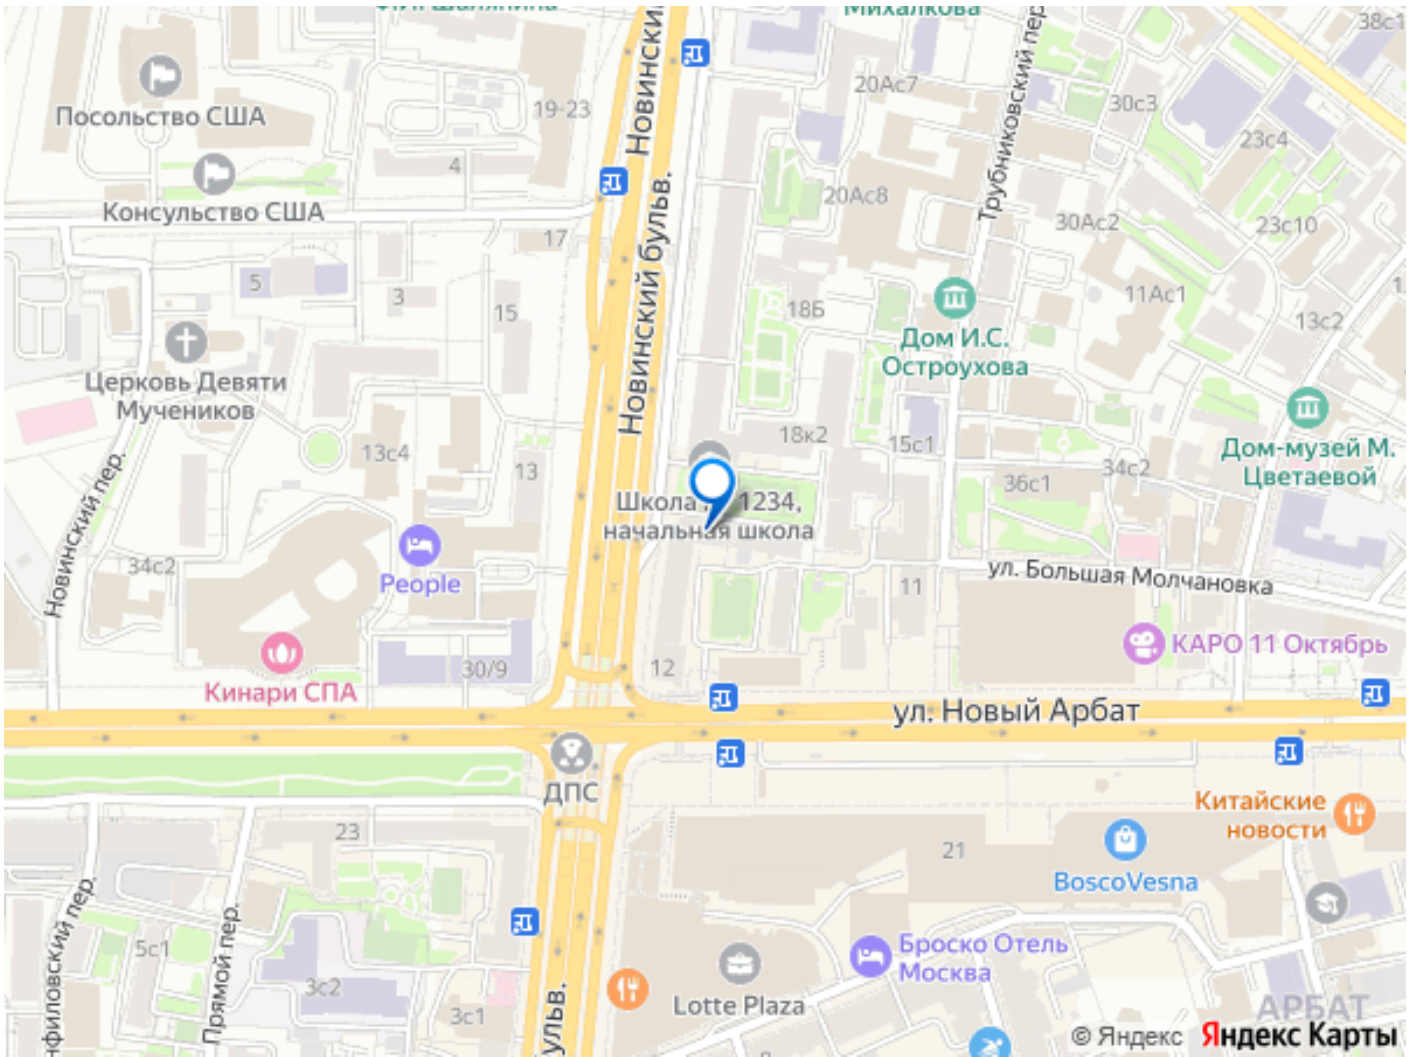 Михалкова
38с1
Посольство США
19-23
Новинский
20Ас7
Трубниковский пер.
30с3
23с4
4
Консульство США
20Ас8
30Ас2
23с10
17
Новинский бульв.
5
3
15
18Б
11Ас1
13с2
Дом И.С.
Остроухова
Церковь Девяти
Мучеников
13с4
13
18к2
15с1
34с2
36с1
Дом-музей М.
Цветаевой
Новинский пер.
Школа
1234,
начальная школа
34с2
People
11
ул. Большая Молчановка
КАРО 11 Октябрь
Кинари СПА
30/9
12
ул. Новый Арбат
ДПС
Китайские
новости
23
21
BoscoVesna
5с1
Прямой пер.
3с2
3с1
Броско Отель
Москва
Lotte Plaza
АРБАТ
© Яндекс Яндекс Карты